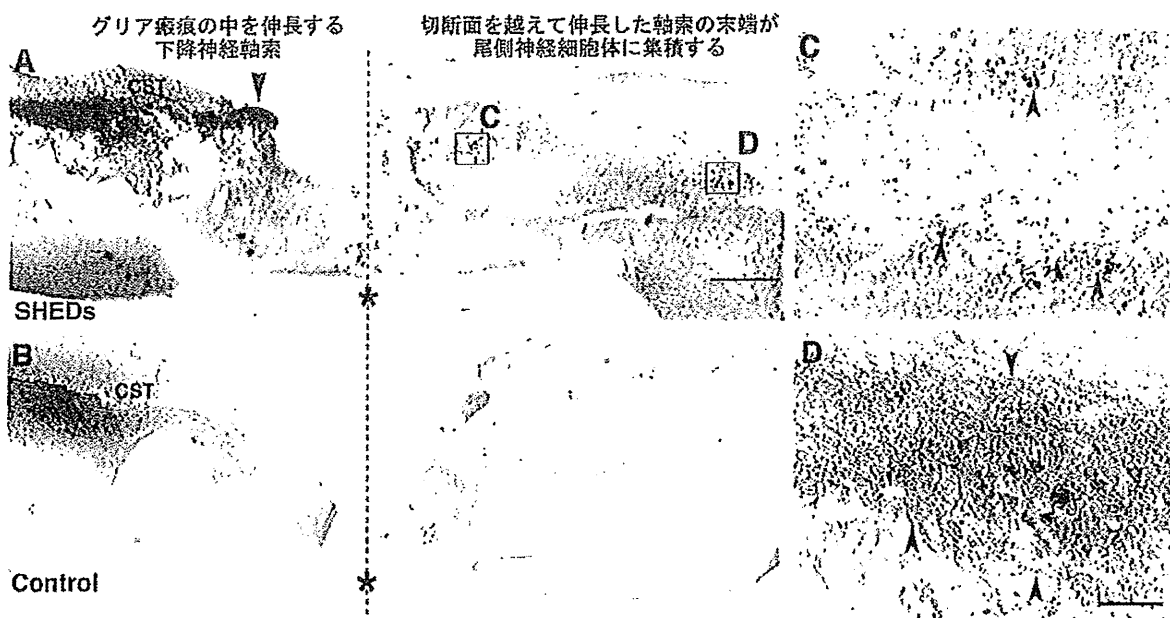 グリア瘢痕の中を伸長する
下降神経軸索
切断面を越えて伸長した軸索の末端が
尾側神経細胞体に集積する
A
CST
C
D
*
SHEDs
B
CST
*
Control
C
D